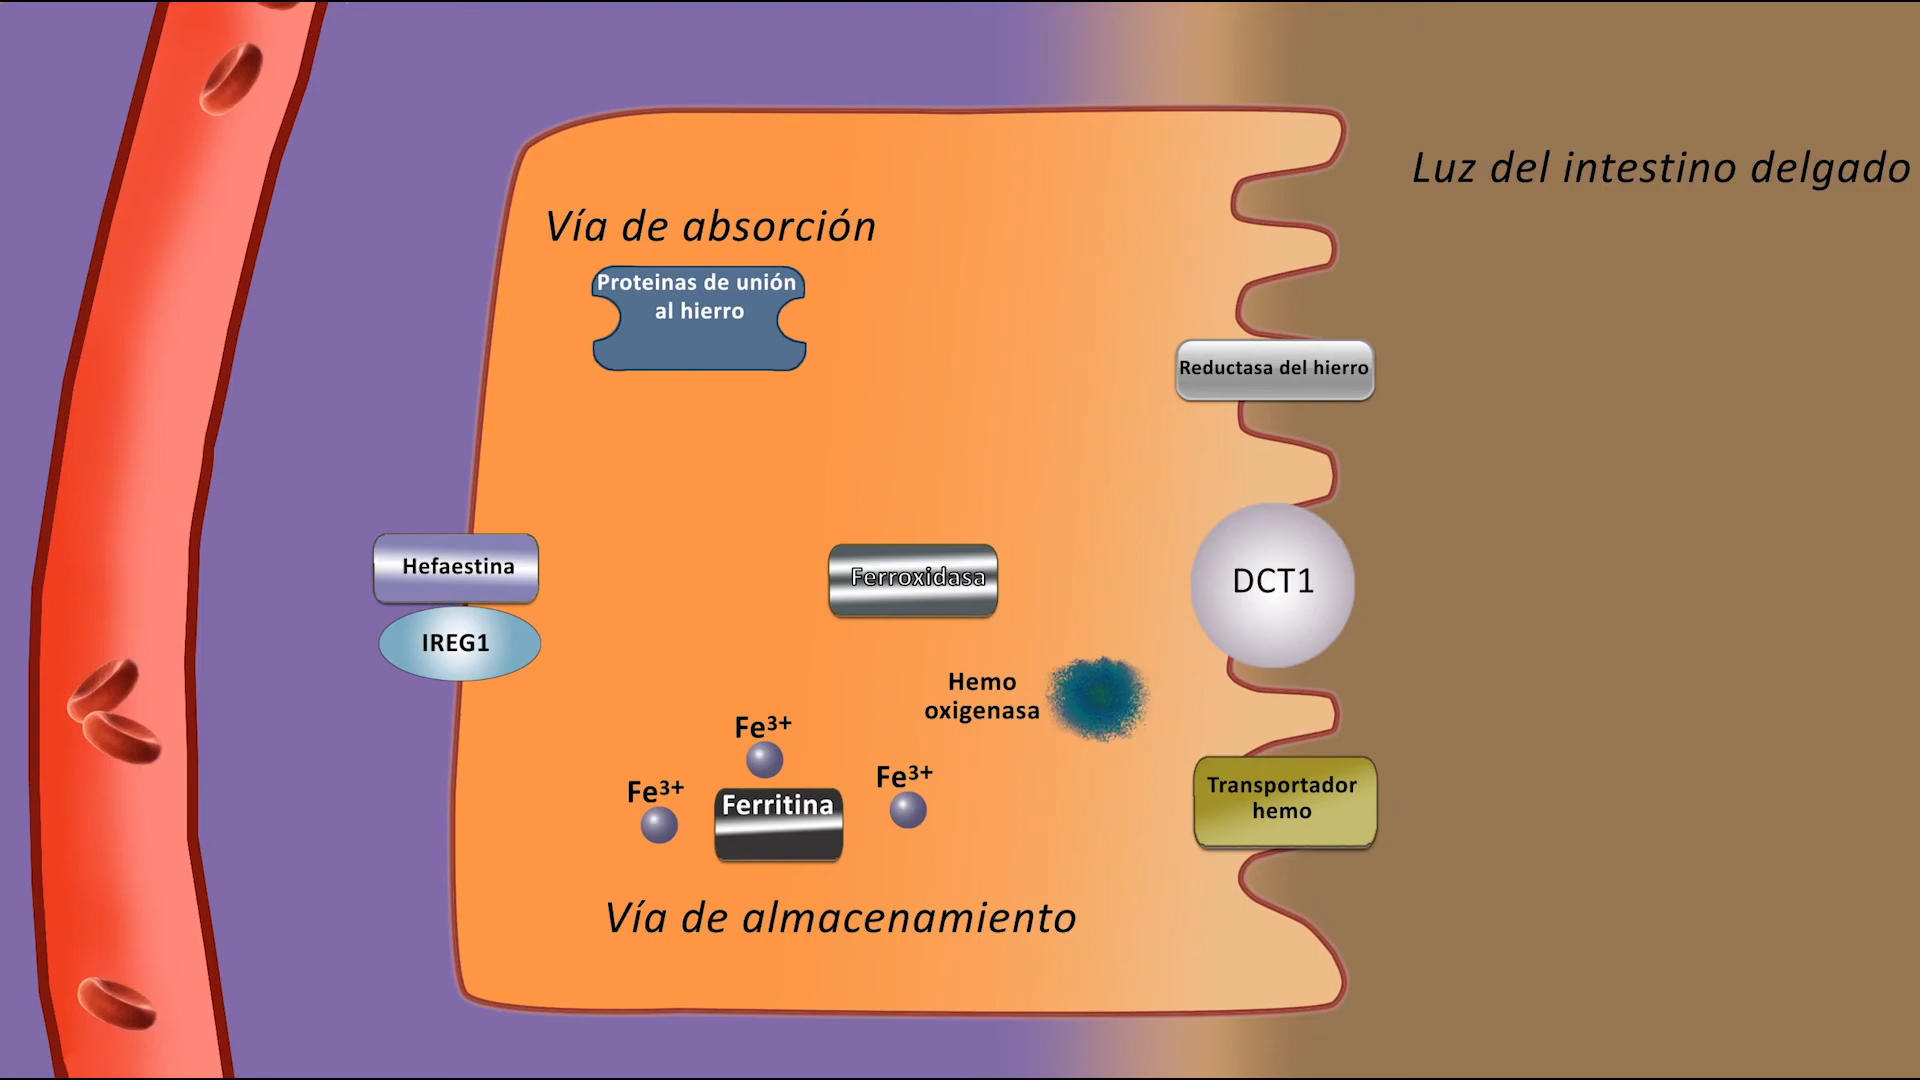 Luz del intestino delgado
Vía de absorción
Proteinas de unión
al hierro
Reductasa del hierro
Hefaestina
IREG1
Ferroxidasa
DCT1
Hemo
oxigenasa
Fe³⁺
Fe³⁺
Fe³⁺
Ferritina
Transportador
hemo
Vía de almacenamiento